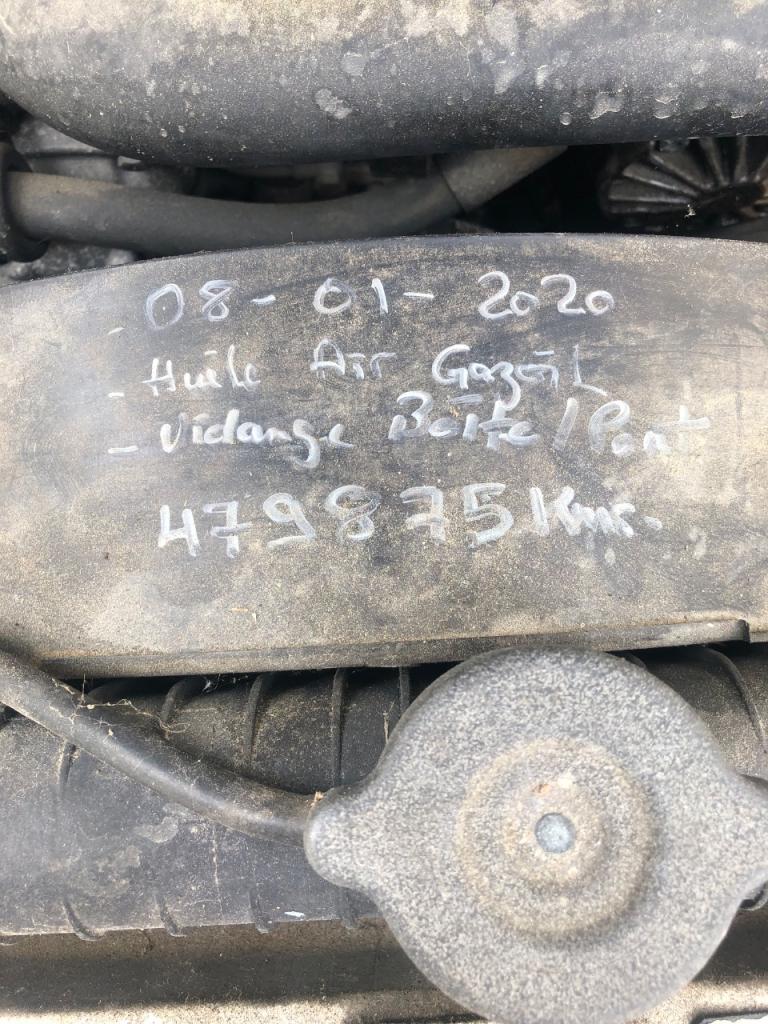 - 08-01-2020
- Huile Air Gazoil
- Vidange Boîte/Pont
479875 Kms.